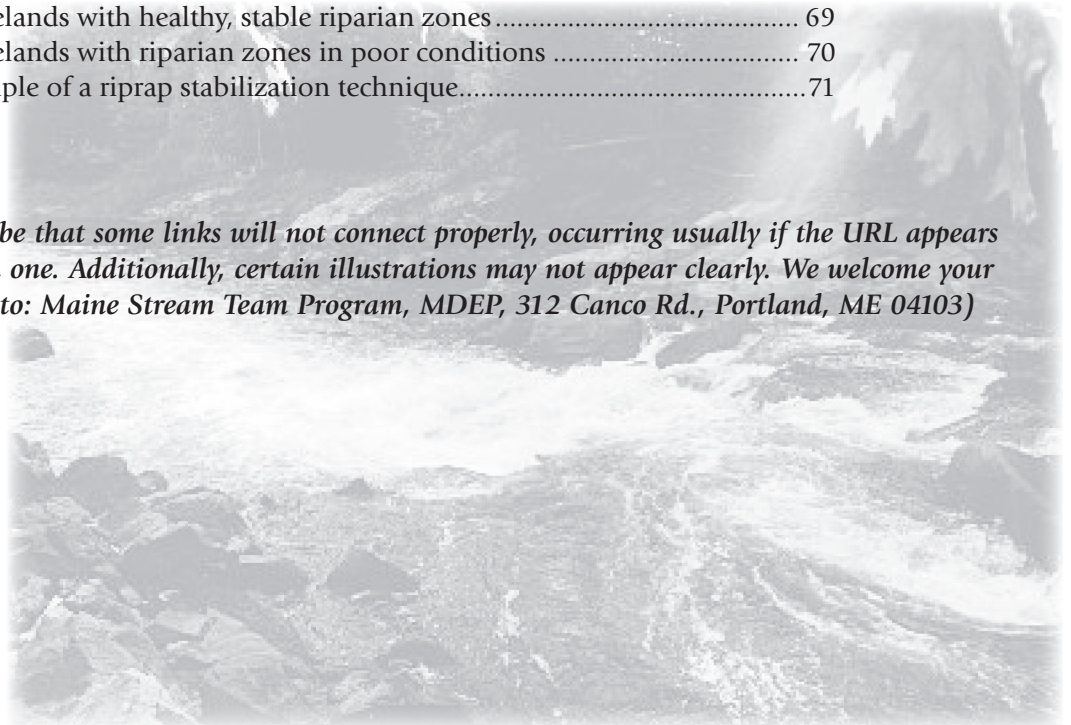 elands with healthy, stable riparian zones.................................................. 69
elands with riparian zones in poor conditions ........................................ 70
ple of a riprap stabilization technique.......................................................71
be that some links will not connect properly, occurring usually if the URL appears
one. Additionally, certain illustrations may not appear clearly. We welcome your
to: Maine Stream Team Program, MDEP, 312 Canco Rd., Portland, ME 04103)